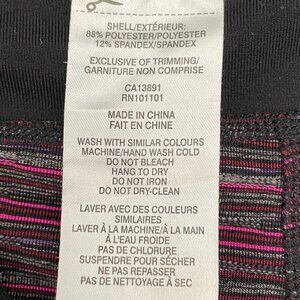 SHELL/EXTÉRIEUR:
88% POLYESTER/POLYESTER
12% SPANDEX/SPANDEX
EXCLUSIVE OF TRIMMING/
GARNITURE NON COMPRISE
CA13891
RN101101
MADE IN CHINA
FAIT EN CHINE
WASH WITH SIMILAR COLOURS
MACHINE/HAND WASH COLD
DO NOT BLEACH
HANG TO DRY
DO NOT IRON
DO NOT DRY-CLEAN
LAVER AVEC DES COULEURS
SIMILAIRES
LAVER À LA MACHINE/À LA MAIN
À L'EAU FROIDE
PAS DE CHLORURE
SUSPENDRE POUR SÉCHER
NE PAS REPASSER
PAS DE NETTOYAGE À SEC